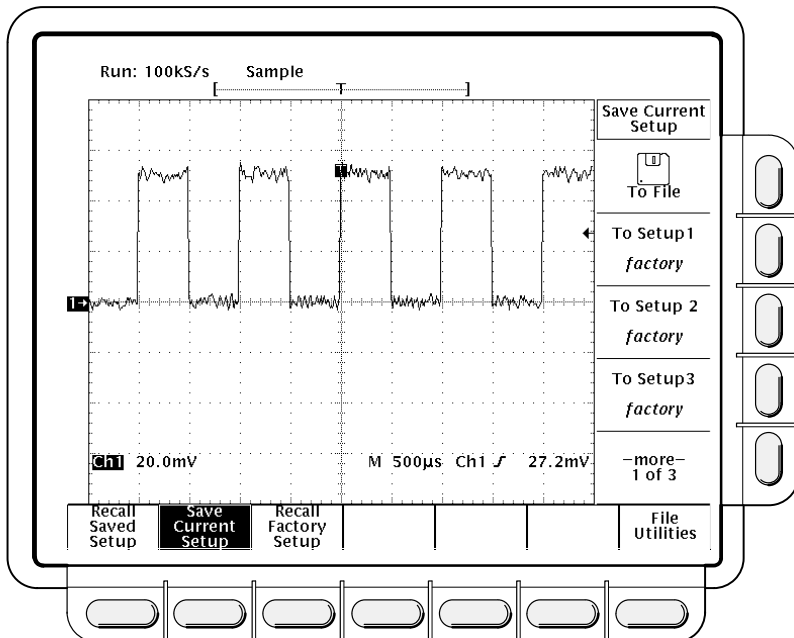 Run: 100kS/s Sample
T
Save Current
Setup
To File
To Setup1
factory
To Setup 2
factory
To Setup3
factory
–more–
1 of 3
T
1
Ch1 20.0mV M 500µs Ch1 27.2mV
Recall
Saved
Setup
Save
Current
Setup
Recall
Factory
Setup
File
Utilities